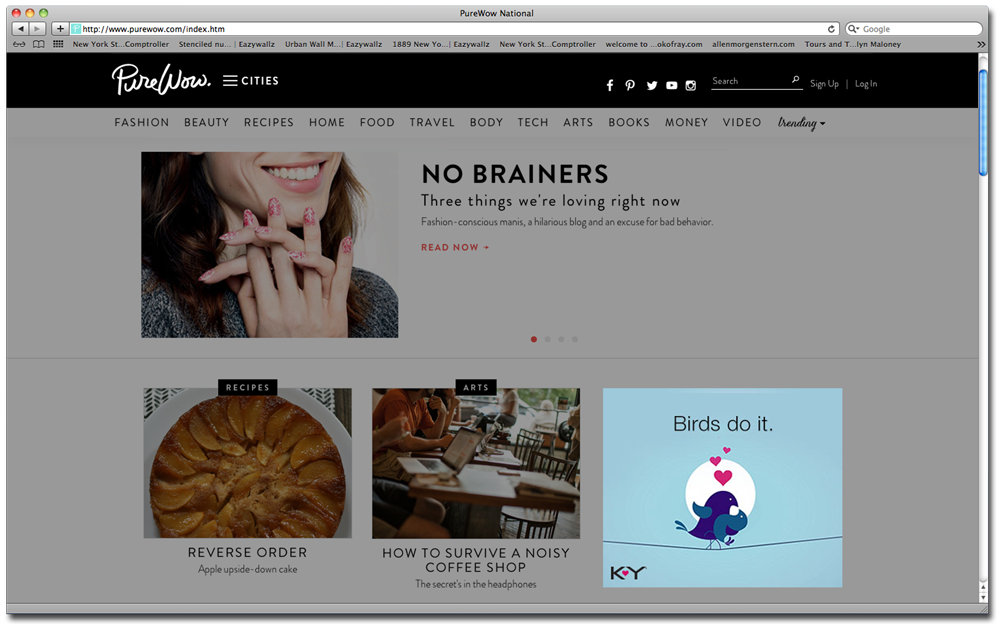 PureWow National
http://www.purewow.com/index.htm
Google
New York St...Comptroller Stenciled nu... | Eazywallz Urban Wall M... | Eazywallz 1889 New Yo...| Eazywallz New York St...Comptroller welcome to ...okofray.com allenmorgenstern.com Tours and T...lyn Maloney
PureWow. CITIES
Search
Sign Up | Log In
FASHION BEAUTY RECIPES HOME FOOD TRAVEL BODY TECH ARTS BOOKS MONEY VIDEO trending
NO BRAINERS
Three things we're loving right now
Fashion-conscious manis, a hilarious blog and an excuse for bad behavior.
READ NOW
RECIPES
REVERSE ORDER
Apple upside-down cake
ARTS
HOW TO SURVIVE A NOISY
COFFEE SHOP
The secret's in the headphones
Birds do it.
K-Y